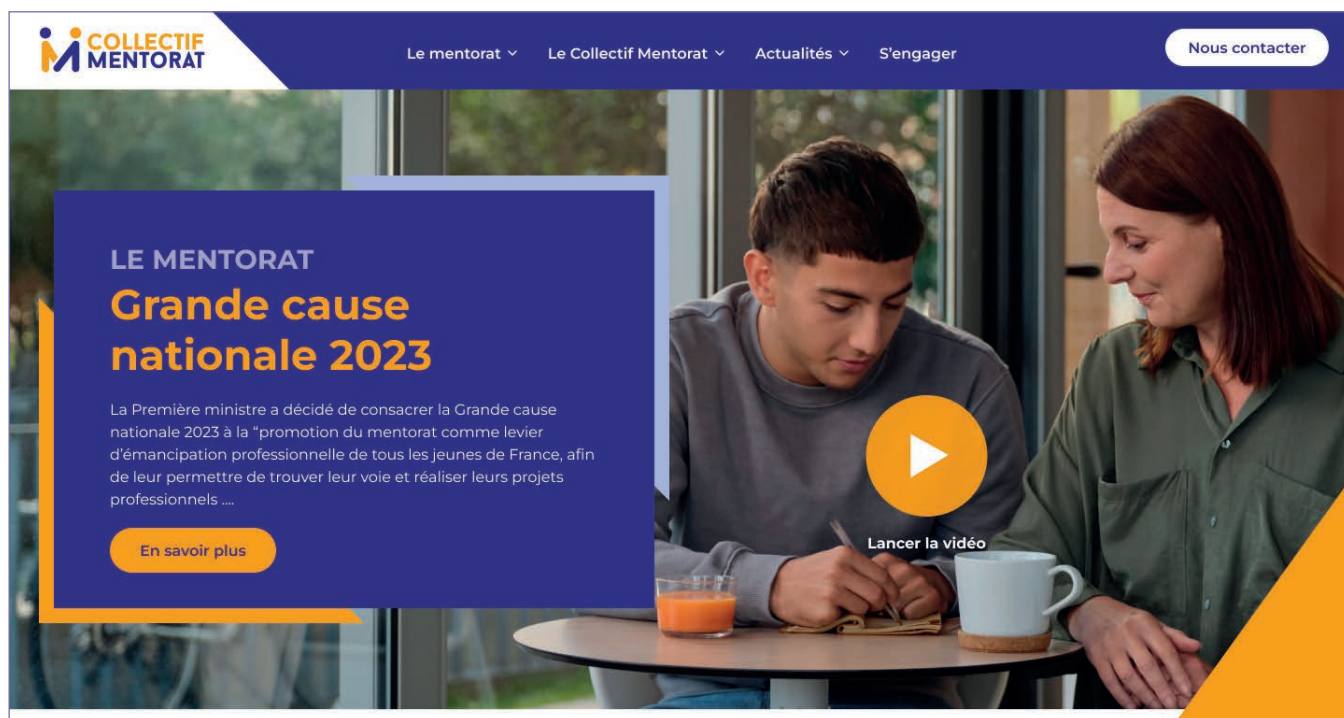 COLLECTIF
MENTORAT
Le mentorat
Le Collectif Mentorat
Actualités
S'engager
Nous contacter
LE MENTORAT
Grande cause
nationale 2023
La Première ministre a décidé de consacrer la Grande cause
nationale 2023 à la “promotion du mentorat comme levier
d’émancipation professionnelle de tous les jeunes de France, afin
de leur permettre de trouver leur voie et réaliser leurs projets
professionnels ....
En savoir plus
Lancer la vidéo